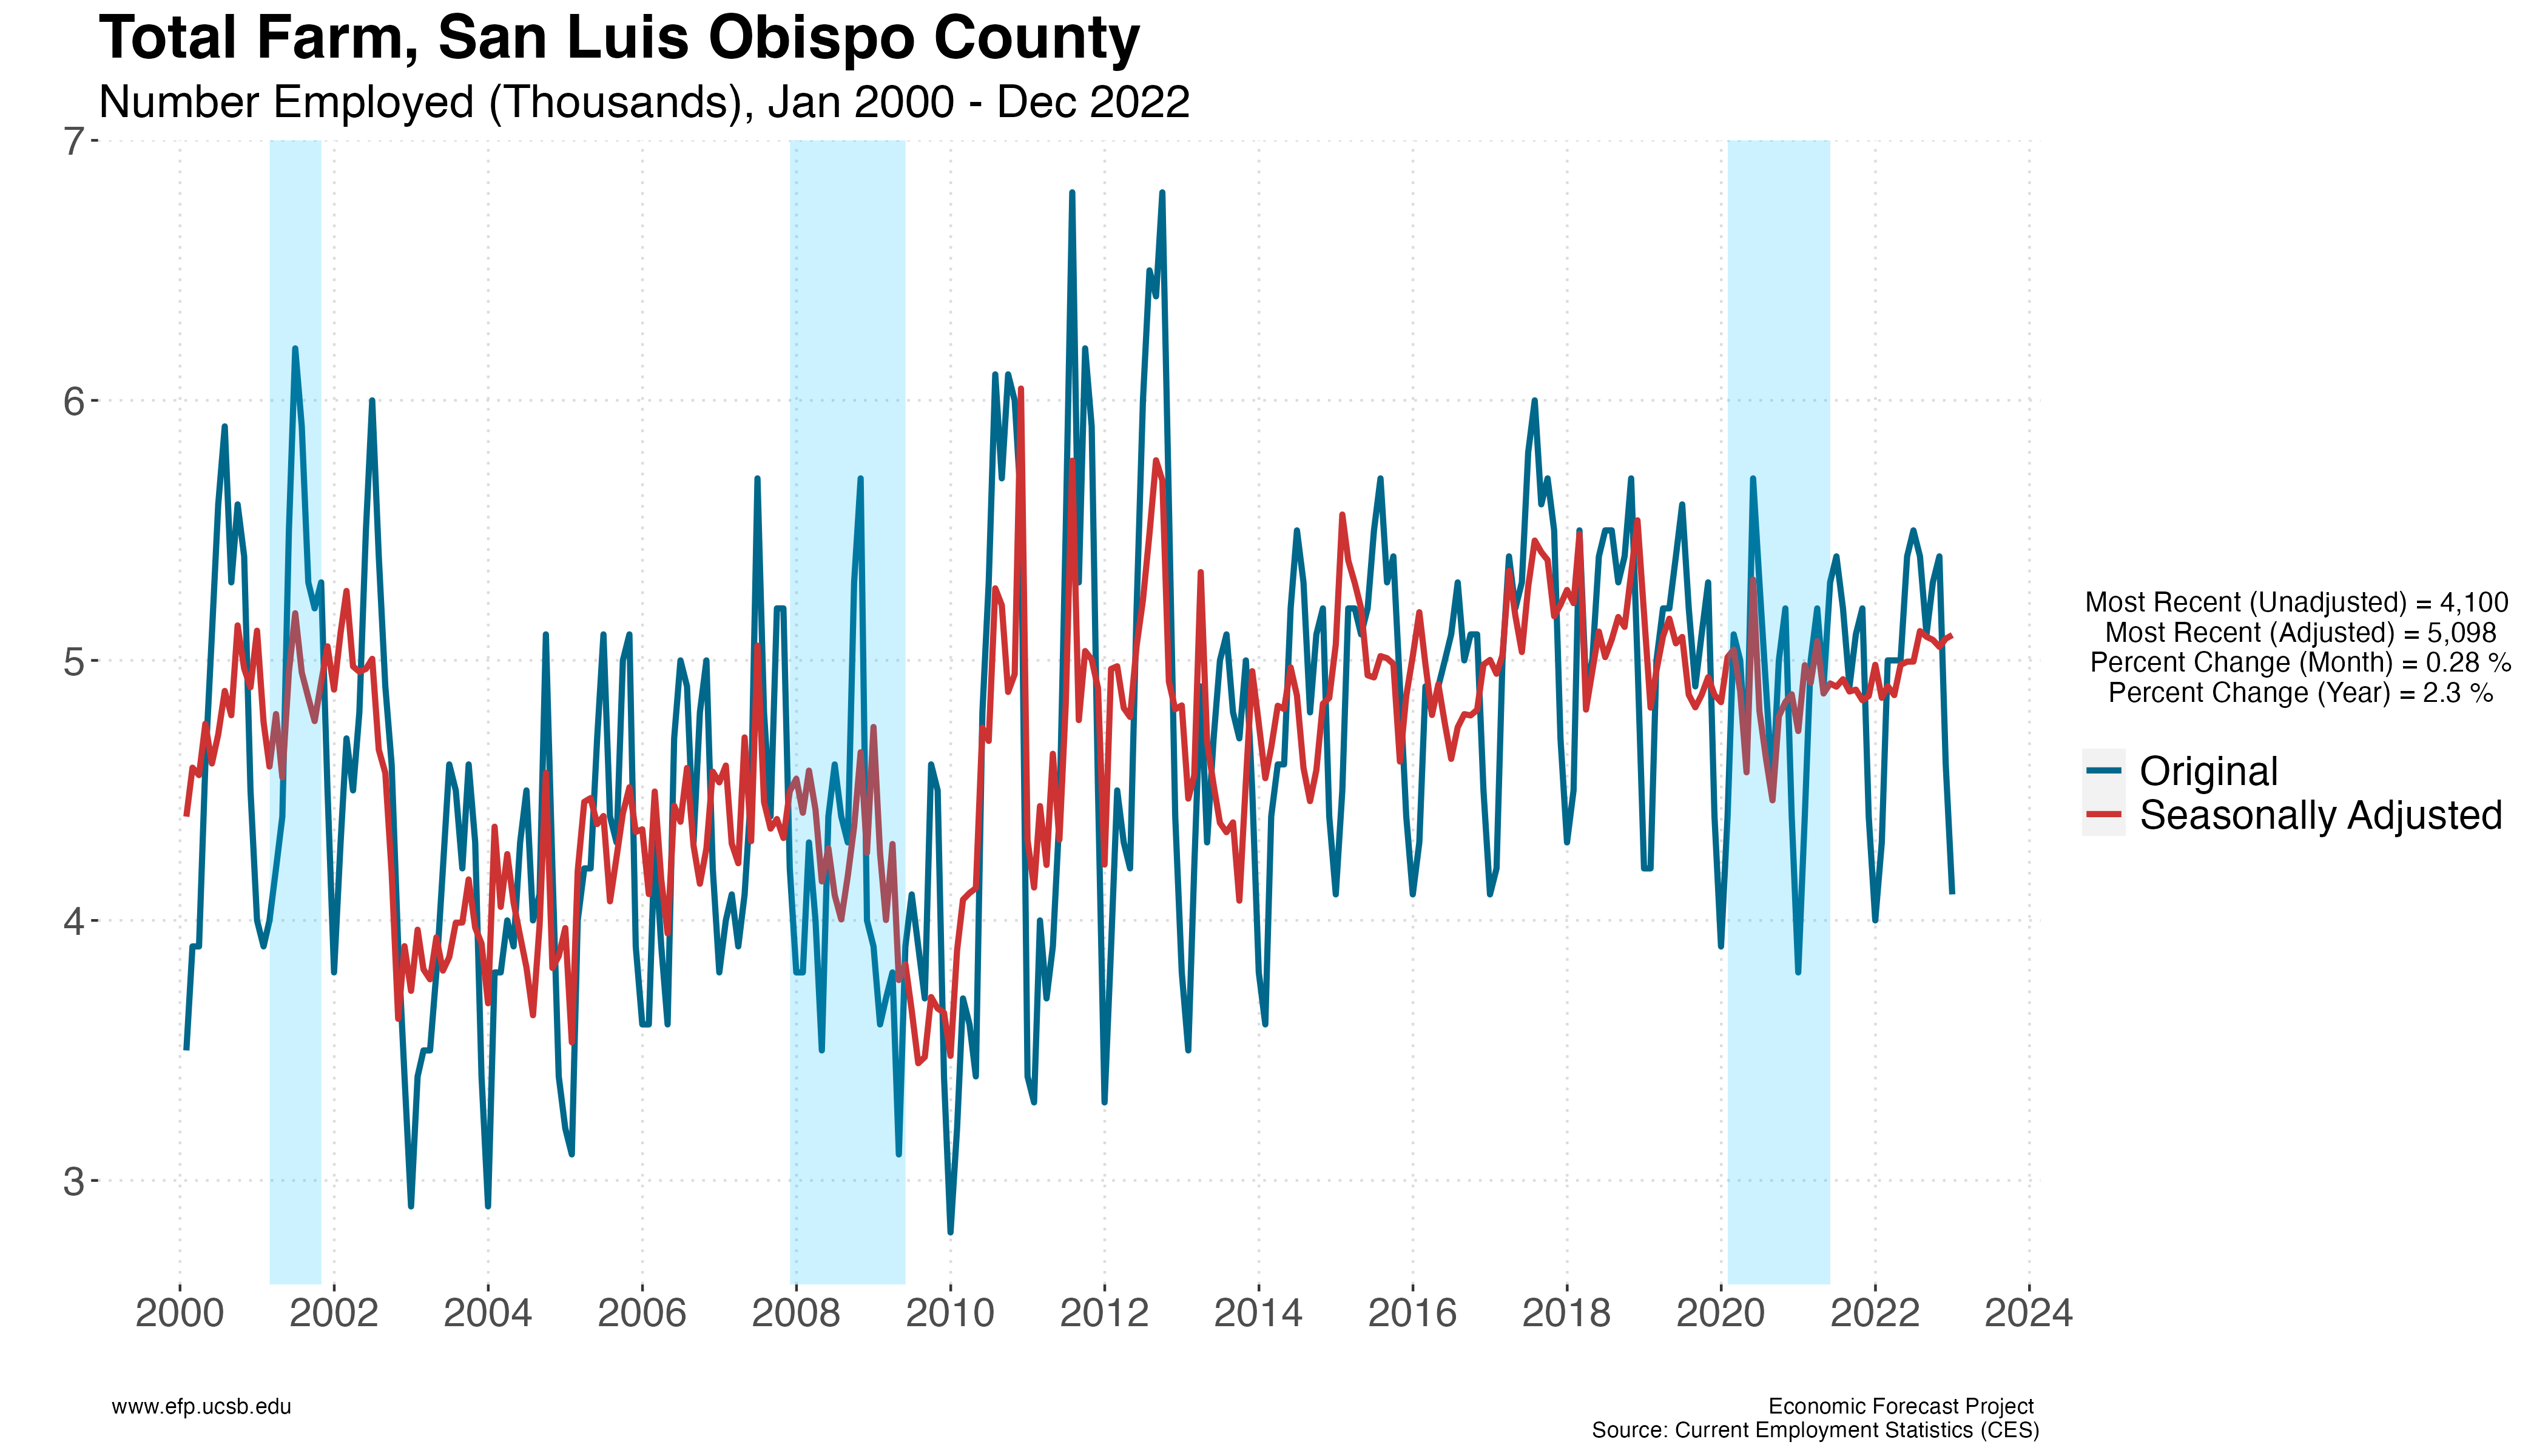 Total Farm, San Luis Obispo County
Number Employed (Thousands), Jan 2000 - Dec 2022
7
6
5
4
3
2000 2002 2004 2006 2008 2010 2012 2014 2016 2018 2020 2022 2024
Most Recent (Unadjusted) = 4,100
Most Recent (Adjusted) = 5,098
Percent Change (Month) = 0.28 %
Percent Change (Year) = 2.3 %
Original
Seasonally Adjusted
www.efp.ucsb.edu
Economic Forecast Project
Source: Current Employment Statistics (CES)